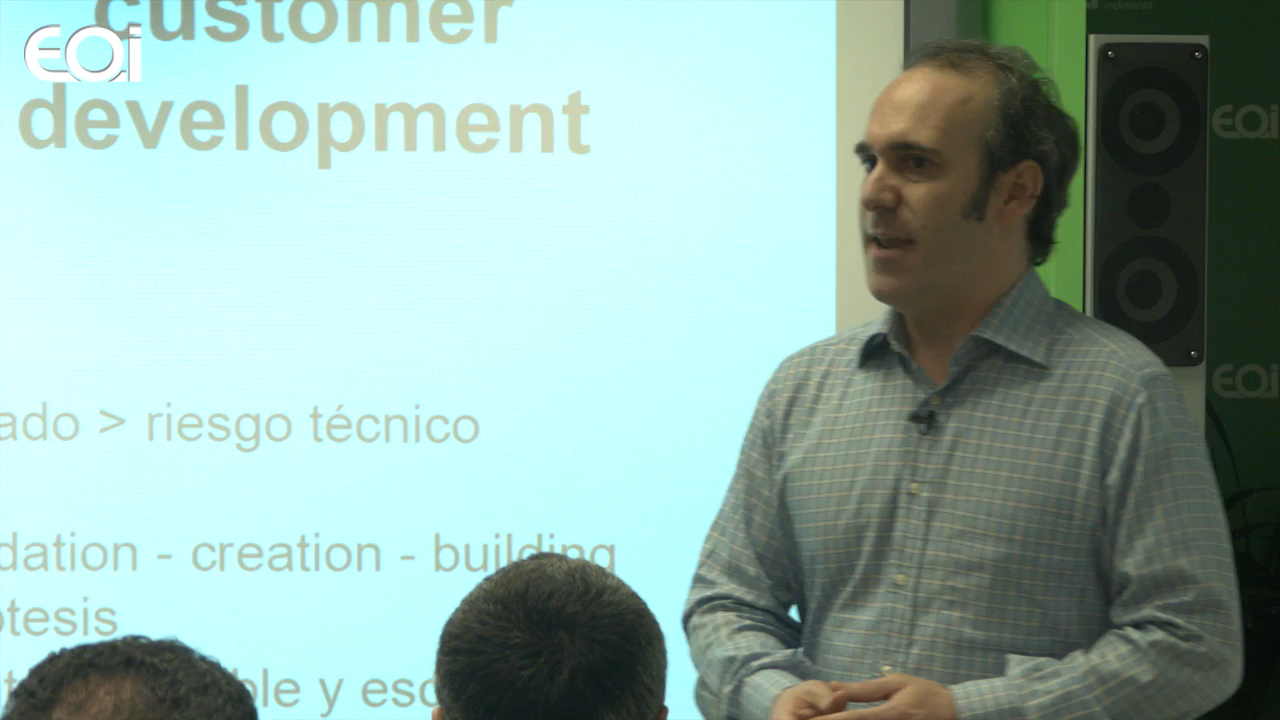 EOi
customer
development
ado > riesgo técnico
dation - creation - building
tesis
ble y esc
EOi
EOi